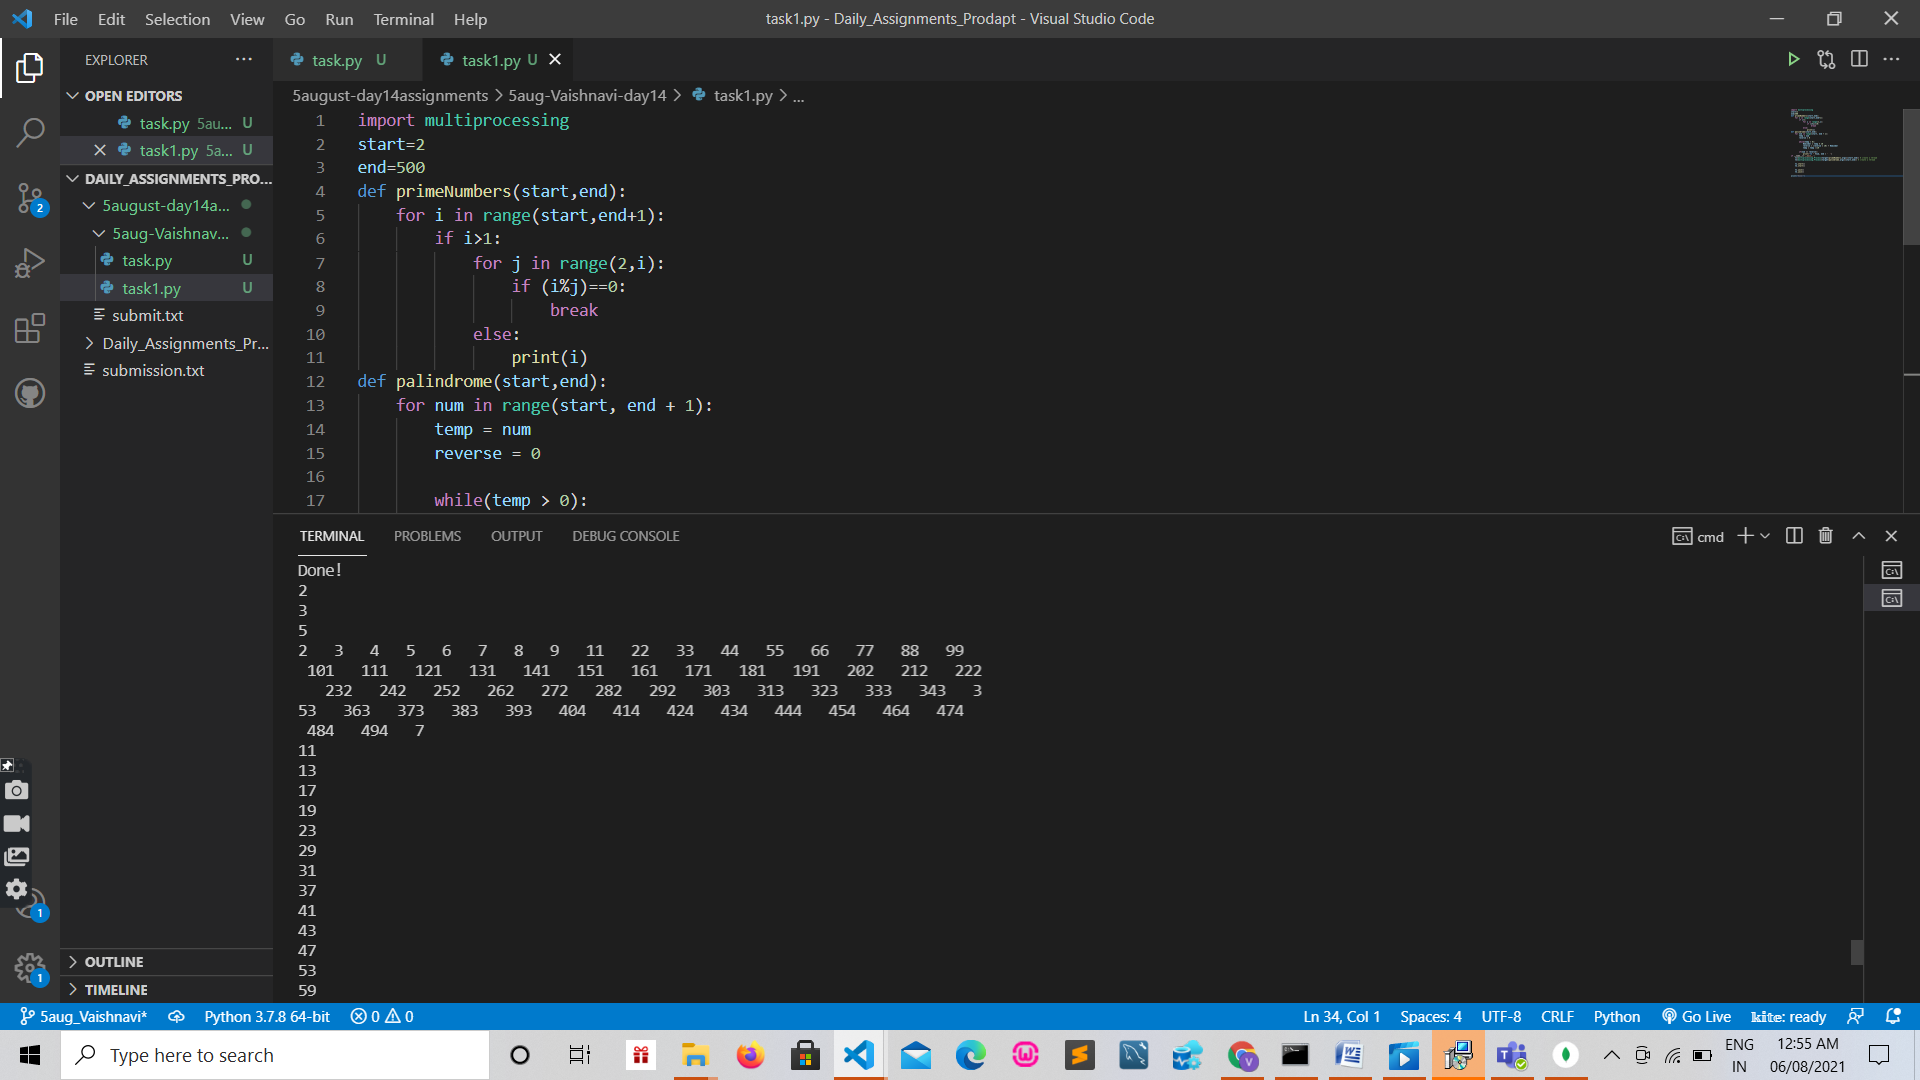 File Edit Selection View Go Run Terminal Help
task1.py - Daily_Assignments_Prodapt - Visual Studio Code
EXPLORER
OPEN EDITORS
task.py 5au... U
task1.py 5a... U
DAILY_ASSIGNMENTS_PRO...
5august-day14a...
5aug-Vaishnav...
task.py U
task1.py U
submit.txt
Daily_Assignments_Pr...
submission.txt
OUTLINE
TIMELINE
2
1
1
task.py U
task1.py U
5august-day14assignments > 5aug-Vaishnavi-day14 > task1.py > ...
1 import multiprocessing
2 start=2
3 end=500
4 def primeNumbers(start,end):
5 for i in range(start,end+1):
6 if i>1:
7 for j in range(2,i):
8 if (i%j)==0:
9 break
10 else:
11 print(i)
12 def palindrome(start,end):
13 for num in range(start, end + 1):
14 temp = num
15 reverse = 0
16
17 while(temp > 0):
TERMINAL PROBLEMS OUTPUT DEBUG CONSOLE
cmd
Done!
2
3
5
2 3 4 5 6 7 8 9 11 22 33 44 55 66 77 88 99
101 111 121 131 141 151 161 171 181 191 202 212 222
232 242 252 262 272 282 292 303 313 323 333 343 3
53 363 373 383 393 404 414 424 434 444 454 464 474
484 494 7
11
13
17
19
23
29
31
37
41
43
47
53
59
5aug_Vaishnavi* Python 3.7.8 64-bit 0 0
Ln 34, Col 1 Spaces: 4 UTF-8 CRLF Python Go Live kite: ready
Type here to search
ENG
IN
12:55 AM
06/08/2021